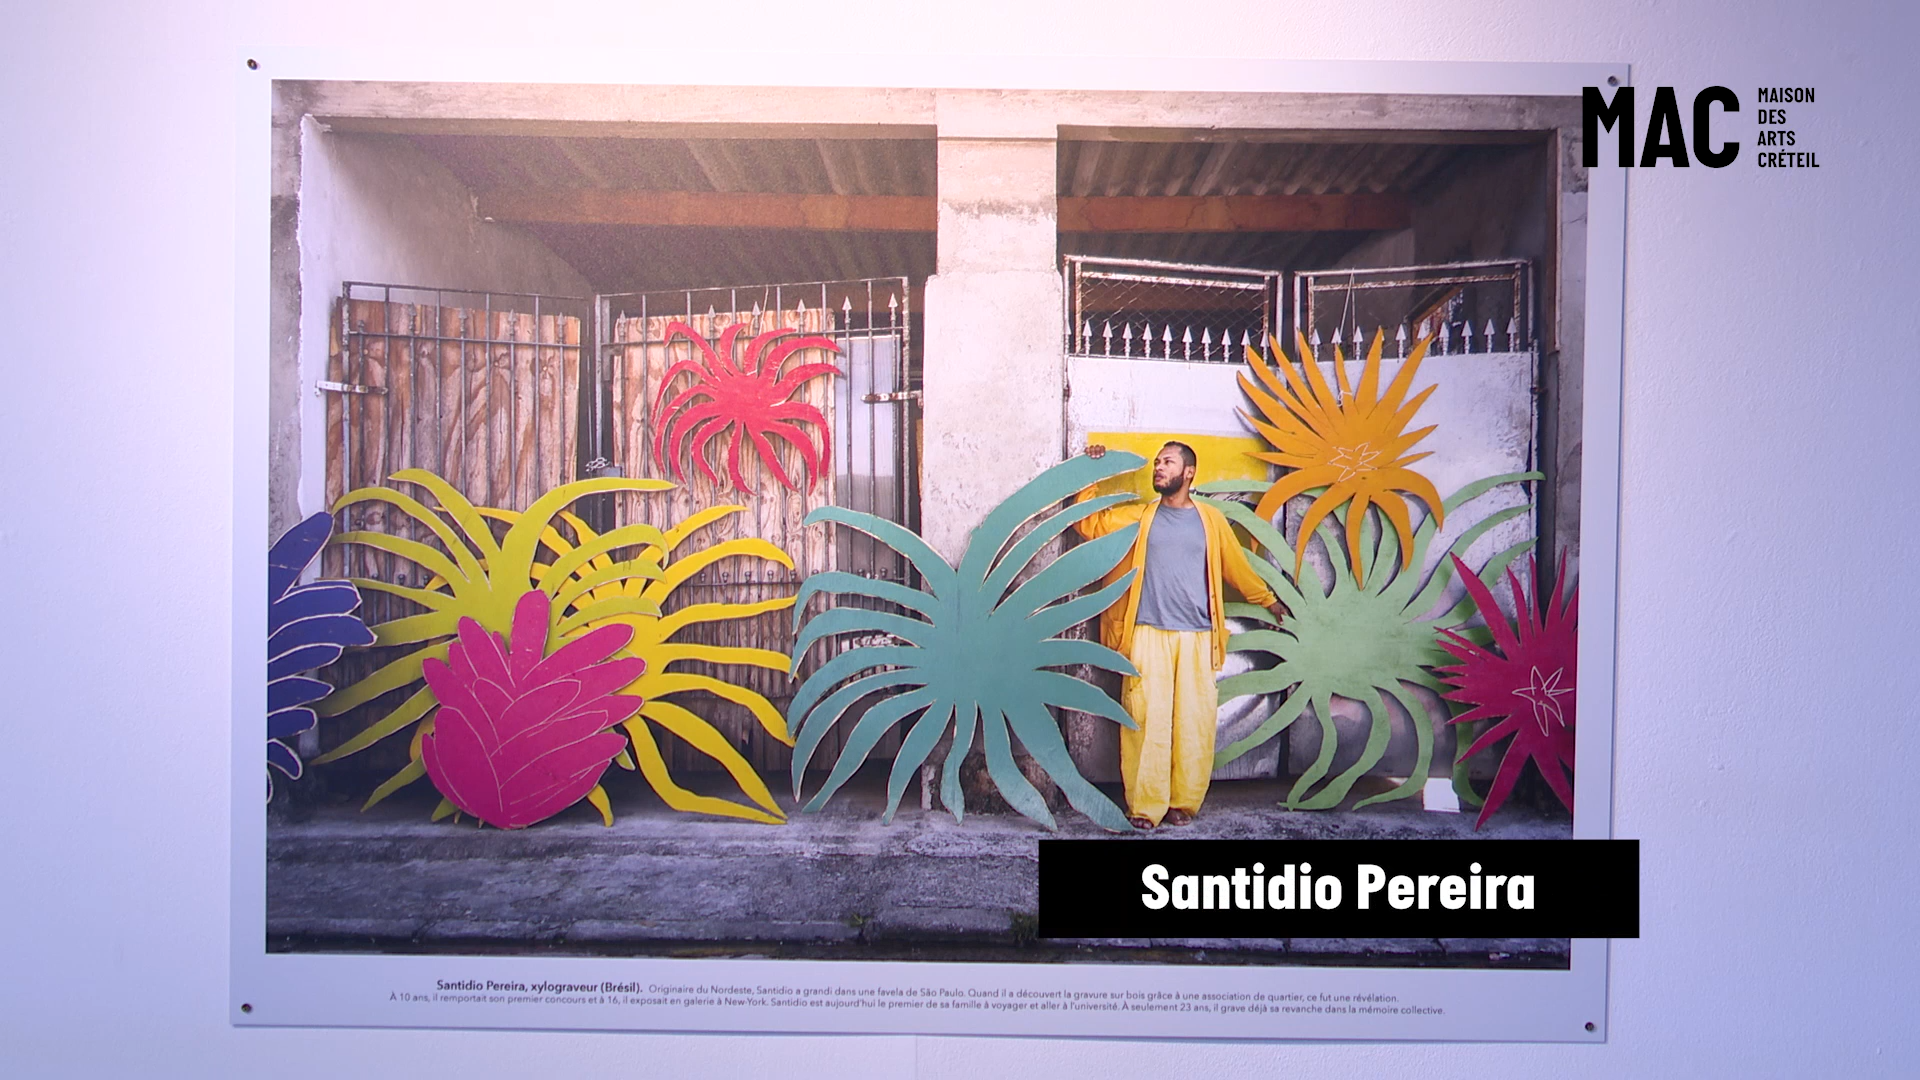 MAC
MAISON
DES
ARTS
CRÉTEIL
Santidio Pereira
Santidio Pereira, xylograveur (Brésil). Originaire du Nordeste, Santidio a grandi dans une favela de São Paulo. Quand il a découvert la gravure sur bois grâce à une association de quartier, ce fut une révélation.
À 10 ans, il remportait son premier concours et à 16, il exposait en galerie à New-York. Santidio est aujourd'hui le premier de sa famille à voyager et aller à l'université. À seulement 23 ans, il grave déjà sa revanche dans la mémoire collective.